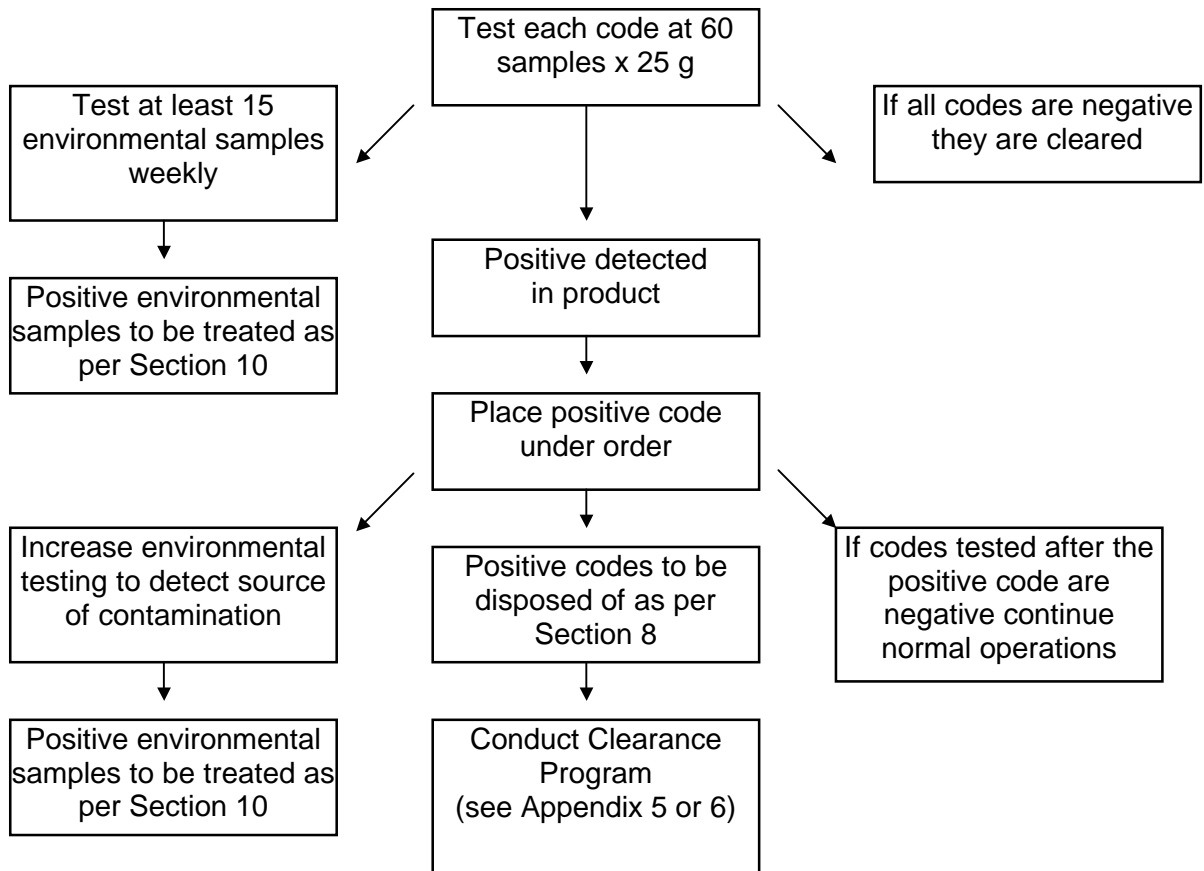 Test each code at 60
samples x 25 g
Test at least 15
environmental samples
weekly
If all codes are negative
they are cleared
Positive environmental
samples to be treated as
per Section 10
Positive detected
in product
Place positive code
under order
Increase environmental
testing to detect source
of contamination
Positive codes to be
disposed of as per
Section 8
If codes tested after the
positive code are
negative continue
normal operations
Positive environmental
samples to be treated as
per Section 10
Conduct Clearance
Program
(see Appendix 5 or 6)